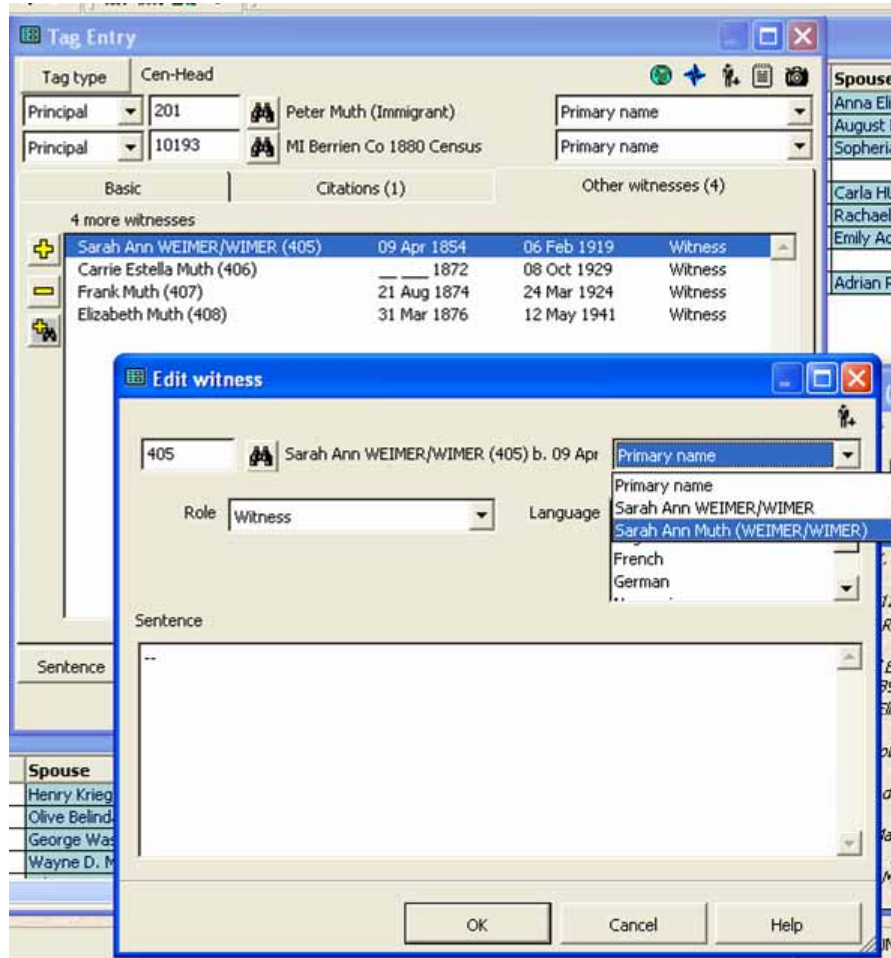 Tag Entry
Tag type Cen-Head
Principal 201 Peter Muth (Immigrant) Primary name
Principal 10193 MI Berrien Co 1880 Census Primary name
Basic Citations (1) Other witnesses (4)
4 more witnesses
Sarah Ann WEIMER/WIMER (405) 09 Apr 1854 06 Feb 1919 Witness
Carrie Estella Muth (406) __ ___ 1872 08 Oct 1929 Witness
Frank Muth (407) 21 Aug 1874 24 Mar 1924 Witness
Elizabeth Muth (408) 31 Mar 1876 12 May 1941 Witness
Spouse
Anna Eli
August
Sopheria
Carla HU
Rachael
Emily Ad
Adrian R
Edit witness
405 Sarah Ann WEIMER/WIMER (405) b. 09 Apr Primary name
Primary name
Sarah Ann WEIMER/WIMER
Sarah Ann Muth (WEIMER/WIMER)
Role Witness Language
French
German
Sentence
--
Sentence
Spouse
Henry Krieg
Olive Belind
George Was
Wayne D. M
OK Cancel Help